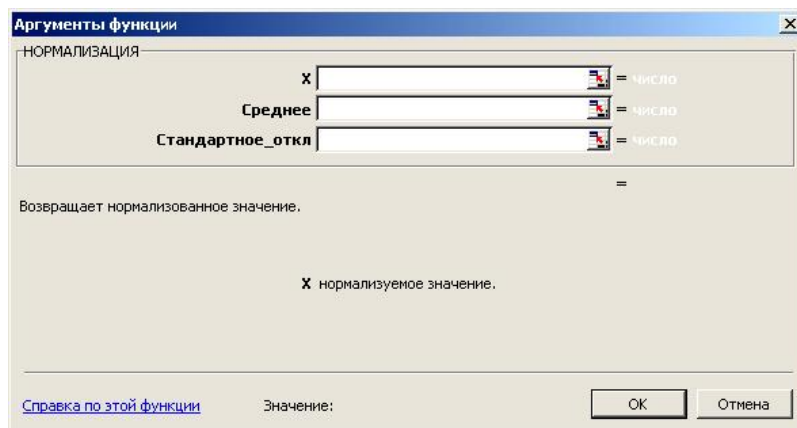 Аргументы функции
НОРМАЛИЗАЦИЯ
X = число
Среднее = число
Стандартное_откл = число
=
Возвращает нормализованное значение.
X нормализуемое значение.
Справка по этой функции Значение: OK Отмена